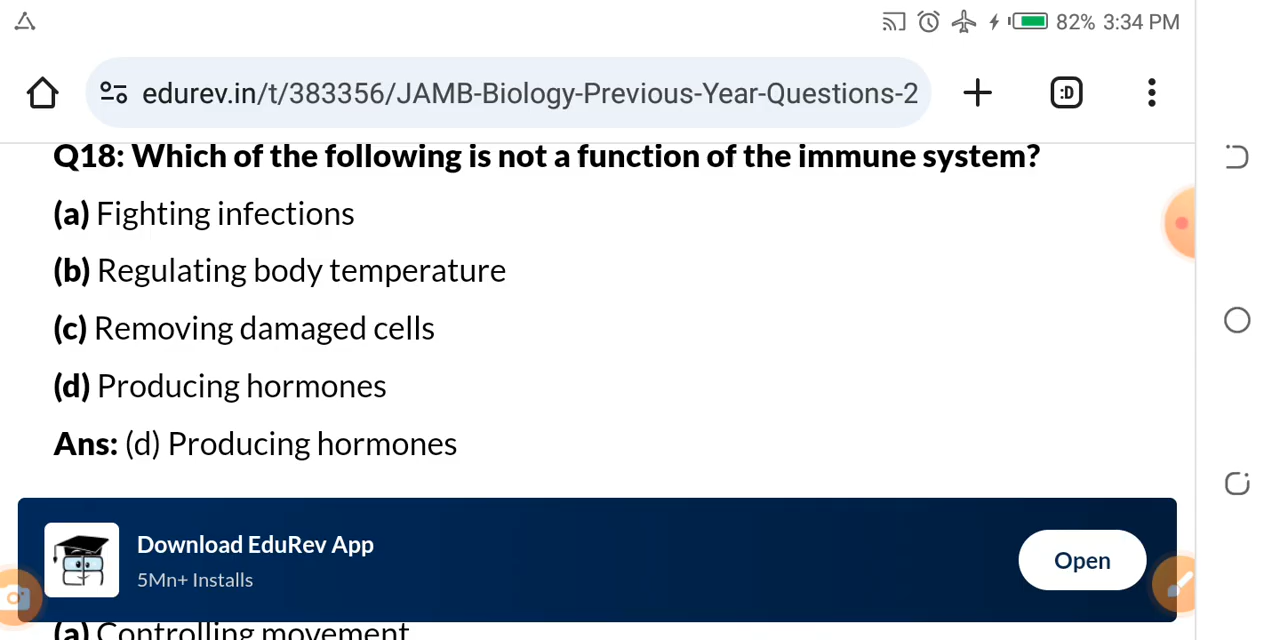 82% 3:34 PM
edurev.in/t/383356/JAMB-Biology-Previous-Year-Questions-2
:D
Q18: Which of the following is not a function of the immune system?
(a) Fighting infections
(b) Regulating body temperature
(c) Removing damaged cells
(d) Producing hormones
Ans: (d) Producing hormones
Download EduRev App
5Mn+ Installs
Open
(a) Controlling movement